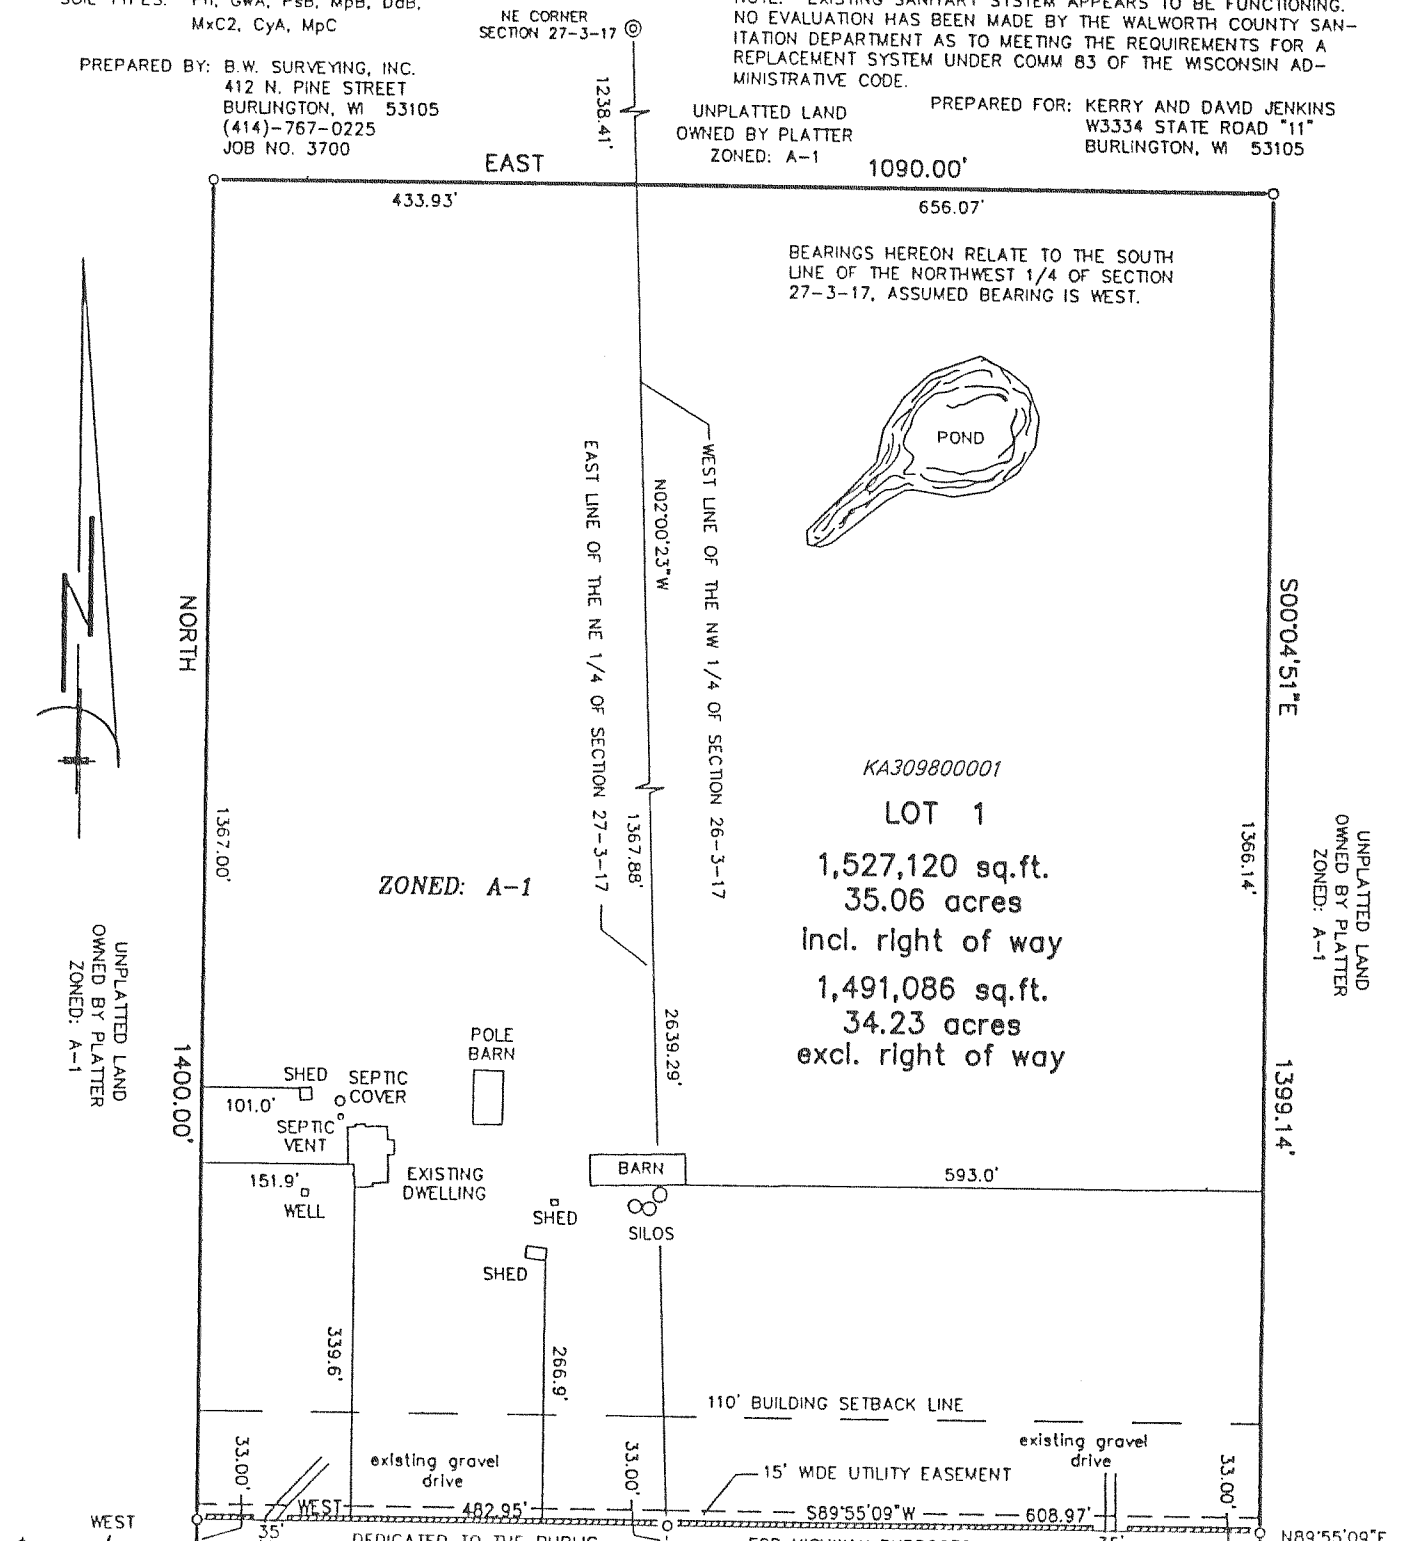 MxC2, CyA, MpC
PREPARED BY: B.W. SURVEYING, INC.
412 N. PINE STREET
BURLINGTON, WI 53105
(414)-767-0225
JOB NO. 3700
NE CORNER
SECTION 27-3-17
1238.41'
NOTE: EXISTING SANITARY SYSTEM APPEARS TO BE FUNCTIONING.
NO EVALUATION HAS BEEN MADE BY THE WALWORTH COUNTY SAN-
ITATION DEPARTMENT AS TO MEETING THE REQUIREMENTS FOR A
REPLACEMENT SYSTEM UNDER COMM 83 OF THE WISCONSIN AD-
MINISTRATIVE CODE.
UNPLATTED LAND
OWNED BY PLATTER
ZONED: A-1
PREPARED FOR: KERRY AND DAVID JENKINS
W3334 STATE ROAD "11"
BURLINGTON, WI 53105
EAST
1090.00'
433.93'
656.07'
BEARINGS HEREON RELATE TO THE SOUTH
LINE OF THE NORTHWEST 1/4 OF SECTION
27-3-17, ASSUMED BEARING IS WEST.
POND
EAST LINE OF THE NE 1/4 OF SECTION 27-3-17
N02°00'23"W
WEST LINE OF THE NW 1/4 OF SECTION 26-3-17
N
NORTH
S00°04'51"E
KA309800001
LOT 1
1,527,120 sq.ft.
35.06 acres
incl. right of way
1,491,086 sq.ft.
34.23 acres
excl. right of way
1367.00'
1367.88'
1366.14'
ZONED: A-1
UNPLATTED LAND
OWNED BY PLATTER
ZONED: A-1
UNPLATTED LAND
OWNED BY PLATTER
ZONED: A-1
1400.00'
2639.29'
1399.14'
POLE
BARN
SHED
SEPTIC
COVER
101.0'
SEPTIC
VENT
151.9'
WELL
EXISTING
DWELLING
BARN
593.0'
SHED
SILOS
SHED
339.6'
266.9'
110' BUILDING SETBACK LINE
33.00'
existing gravel
drive
33.00'
15' WIDE UTILITY EASEMENT
existing gravel
drive
33.00'
WEST
WEST
482.95'
S89°55'09"W
608.97'
35'
DEDICATED TO THE PUBLIC
N89°55'09"E